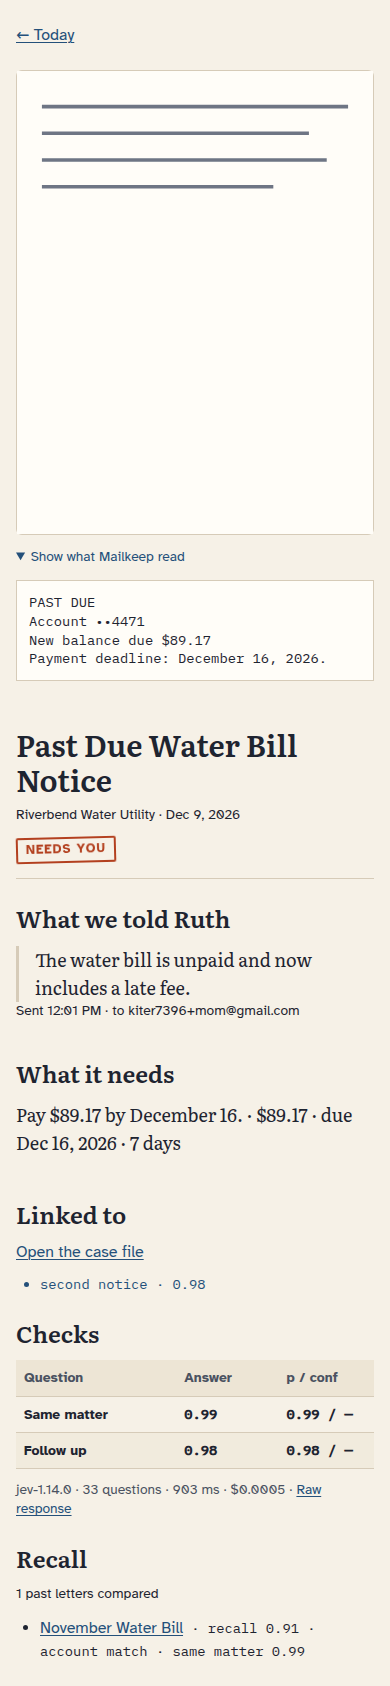 ← Today
▼ Show what Mailkeep read
PAST DUE
Account ••4471
New balance due $89.17
Payment deadline: December 16, 2026.
Past Due Water Bill
Notice
Riverbend Water Utility · Dec 9, 2026
NEEDS YOU
What we told Ruth
The water bill is unpaid and now
includes a late fee.
Sent 12:01 PM · to kiter7396+mom@gmail.com
What it needs
Pay $89.17 by December 16. · $89.17 · due
Dec 16, 2026 · 7 days
Linked to
Open the case file
• second notice · 0.98
Checks
Question Answer p / conf
Same matter 0.99 0.99 / —
Follow up 0.98 0.98 / —
jev-1.14.0 · 33 questions · 903 ms · $0.0005 · Raw
response
Recall
1 past letters compared
• November Water Bill · recall 0.91 ·
account match · same matter 0.99